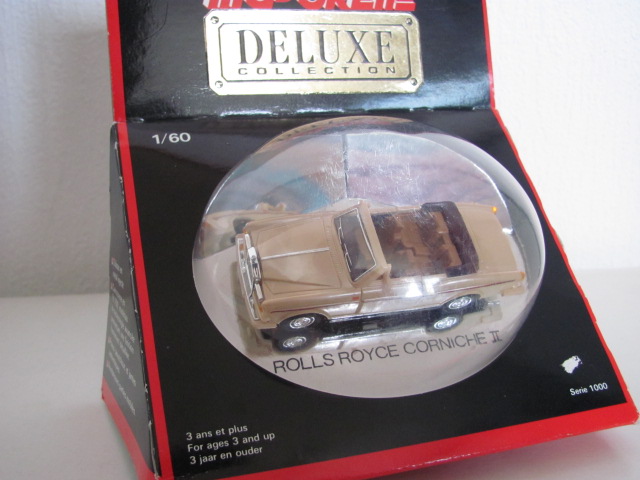 DELUXE
COLLECTION
1/60
ROLLS ROYCE CORNICHE II
Serie 1000
3 ans et plus
For ages 3 and up
3 jaar en ouder